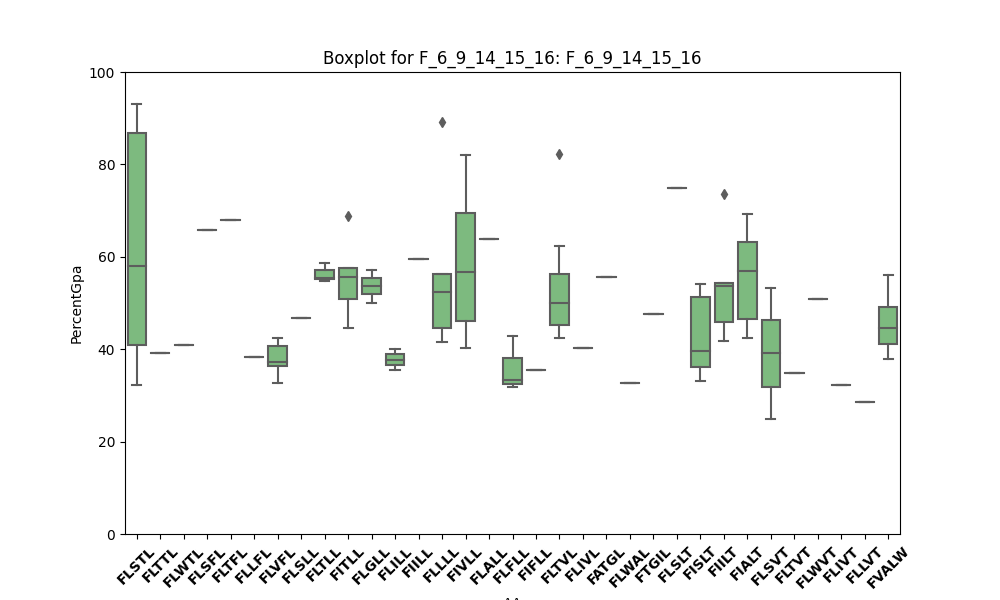 Boxplot for F_6_9_14_15_16: F_6_9_14_15_16
PercentGpa
100
80
60
40
20
0
FLSTL
FLTTL
FLWTL
FLSFL
FLTFL
FLLFL
FLVFL
FLSLL
FLTLL
FITLL
FLGLL
FLILL
FIILL
FLLLL
FIVLL
FLALL
FLFLL
FIFLL
FLTVL
FLIVL
FATGL
FLWAL
FTGIL
FLSLT
FISLT
FIILT
FIALT
FLSVT
FLTVT
FLWVT
FLIVT
FLLVT
FVALW